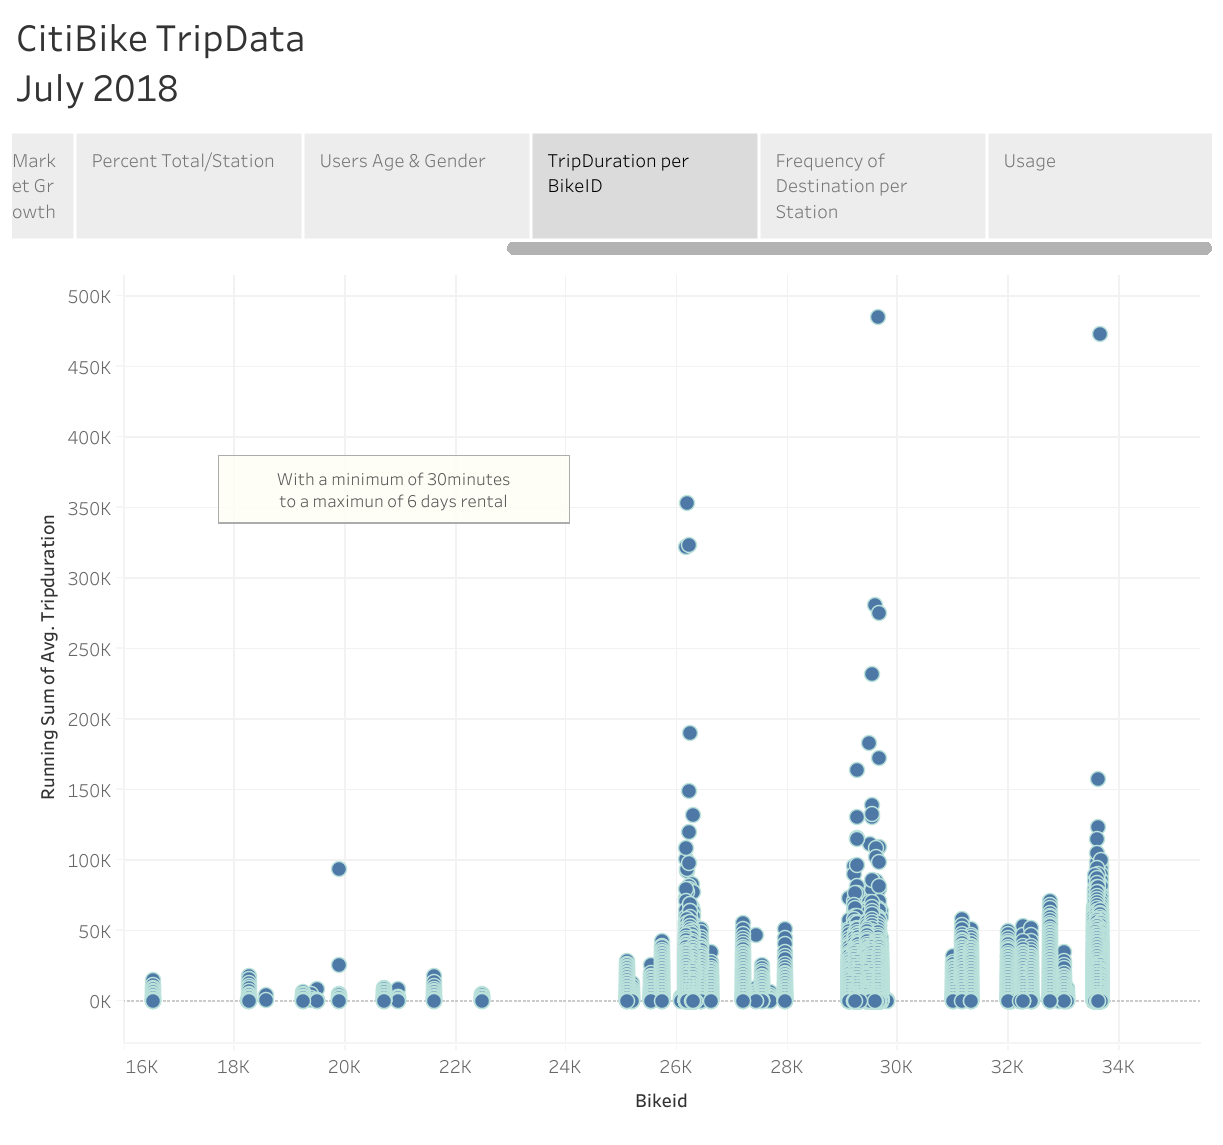 CitiBike TripData
July 2018
Mark
et Gr
owth
Percent Total/Station
Users Age & Gender
TripDuration per
BikeID
Frequency of
Destination per
Station
Usage
500K
450K
400K
350K
300K
250K
200K
150K
100K
50K
0K
Running Sum of Avg. Tripduration
With a minimum of 30minutes
to a maximun of 6 days rental
16K
18K
20K
22K
24K
26K
28K
30K
32K
34K
Bikeid